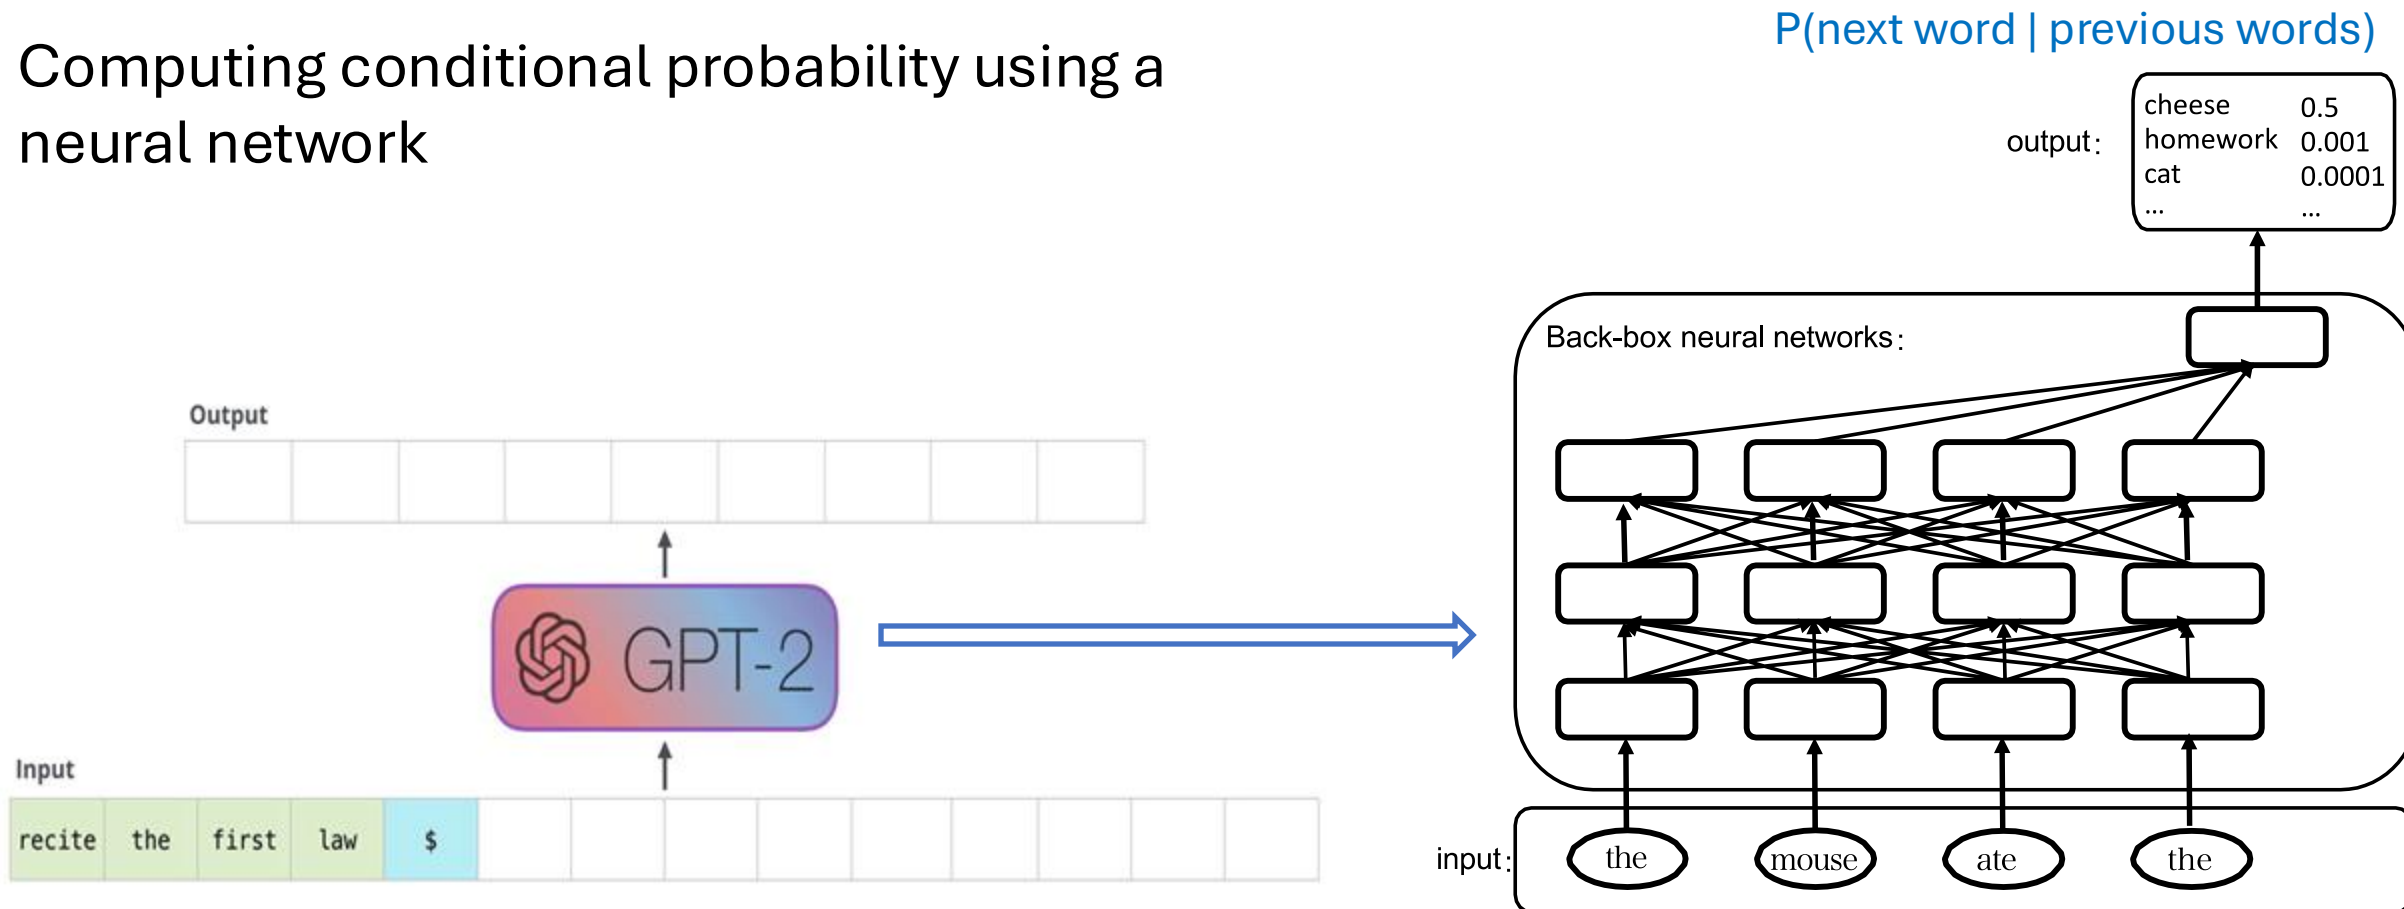 Computing conditional probability using a
neural network
P(next word | previous words)
output:
cheese 0.5
homework 0.001
cat 0.0001
... ...
Back-box neural networks:
Output
GPT-2
Input
recite the first law $
input:
the mouse ate the